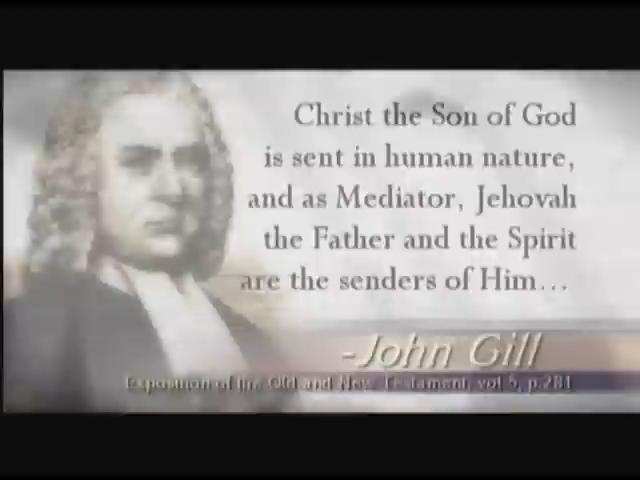 Christ the Son of God
is sent in human nature,
and as Mediator, Jehovah
the Father and the Spirit
are the senders of Him...
-John Gill
Exposition of the Old and New Testament, vol 5, p.281